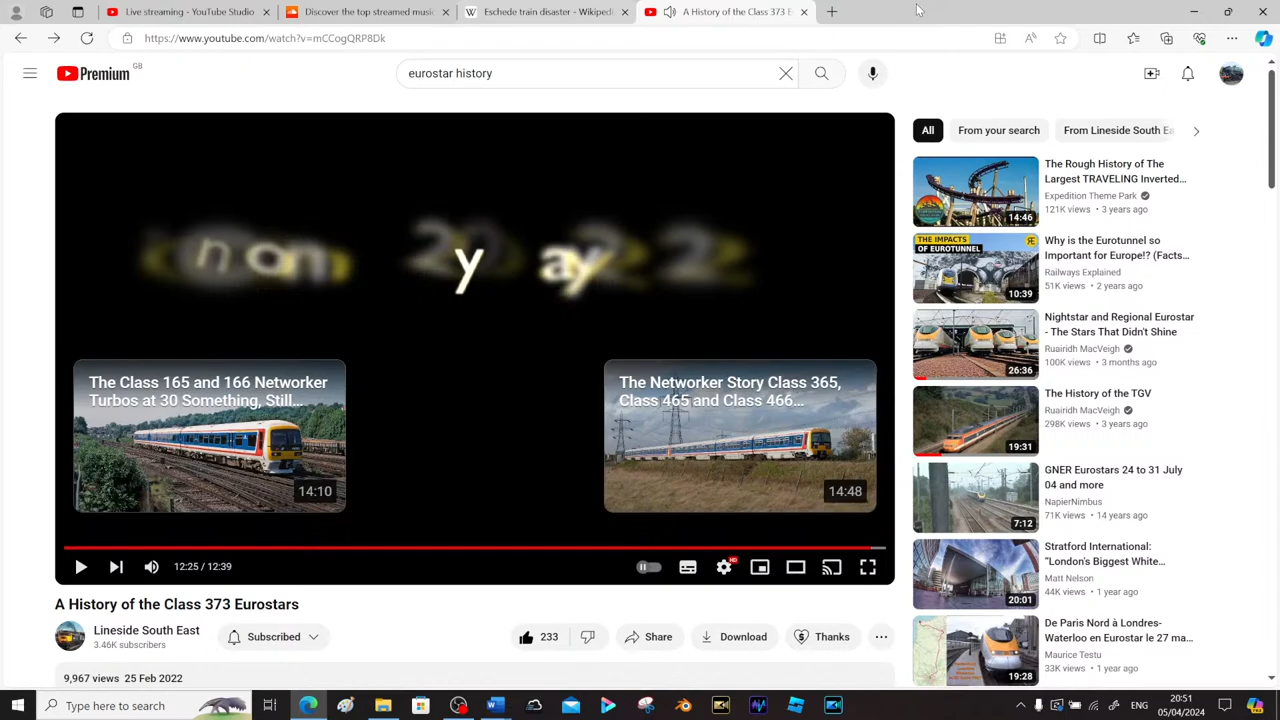 Live streaming - YouTube Studio
Discover the top streamed musi
Eschede train disaster - Wikiped
A History of the Class 373 E
https://www.youtube.com/watch?v=mCCogQRP8Dk
Premium GB
eurostar history
y ay
The Class 165 and 166 Networker
Turbos at 30 Something, Still...
14:10
The Networker Story Class 365,
Class 465 and Class 466...
14:48
12:25 / 12:39
HD
A History of the Class 373 Eurostars
Lineside South East
3.46K subscribers
Subscribed
233
Share
Download
Thanks
9,967 views 25 Feb 2022
All
From your search
From Lineside South Ea
The Rough History of The
Largest TRAVELING Inverted...
Expedition Theme Park
121K views • 3 years ago
14:46
THE IMPACTS
OF EUROTUNNEL
RE
Why is the Eurotunnel so
Important for Europe!? (Facts...
Railways Explained
51K views • 2 years ago
10:39
Nightstar and Regional Eurostar
- The Stars That Didn't Shine
Ruairidh MacVeigh
100K views • 3 months ago
26:36
The History of the TGV
Ruairidh MacVeigh
298K views • 3 years ago
19:31
GNER Eurostars 24 to 31 July
04 and more
NapierNimbus
71K views • 14 years ago
7:12
Stratford International:
“London's Biggest White...
Matt Nelson
44K views • 1 year ago
20:01
De Paris Nord à Londres-
Waterloo en Eurostar le 27 ma...
Maurice Testu
33K views • 1 year ago
19:28
Type here to search
ENG
20:51
05/04/2024